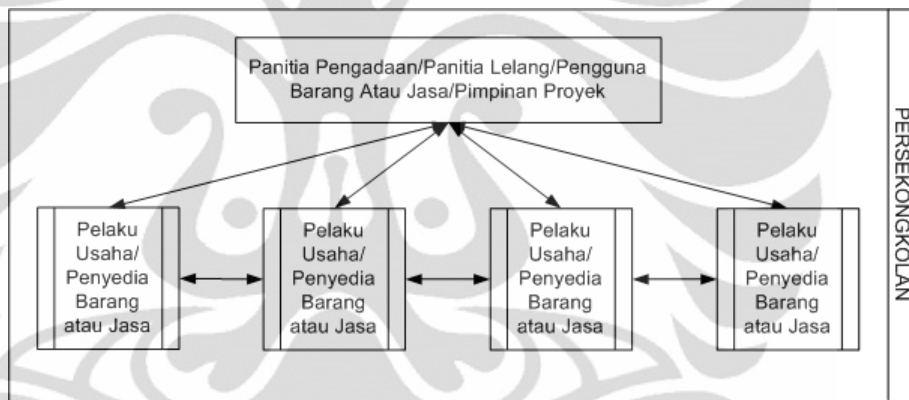 Panitia Pengadaan/Panitia Lelang/Pengguna
Barang Atau Jasa/Pimpinan Proyek
Pelaku
Usaha/
Penyedia
Barang
atau Jasa
Pelaku
Usaha/
Penyedia
Barang
atau Jasa
Pelaku
Usaha/
Penyedia
Barang
atau Jasa
Pelaku
Usaha/
Penyedia
Barang
atau Jasa
PERSEKONGKOLAN